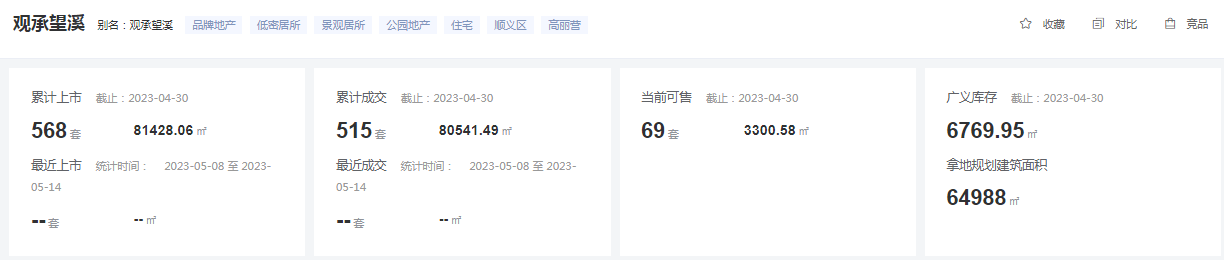 观承望溪 别名：观承望溪 品牌地产 低密居所 景观居所 公园地产 住宅 顺义区 高丽营 收藏 对比 竞品
累计上市 截止：2023-04-30
568 套 81428.06 ㎡
最近上市 统计时间： 2023-05-08 至 2023-
05-14
-- 套 -- ㎡
累计成交 截止：2023-04-30
515 套 80541.49 ㎡
最近成交 统计时间： 2023-05-08 至 2023-
05-14
-- 套 -- ㎡
当前可售 截止：2023-04-30
69 套 3300.58 ㎡
广义库存 截止：2023-04-30
6769.95 ㎡
拿地规划建筑面积
64988 ㎡